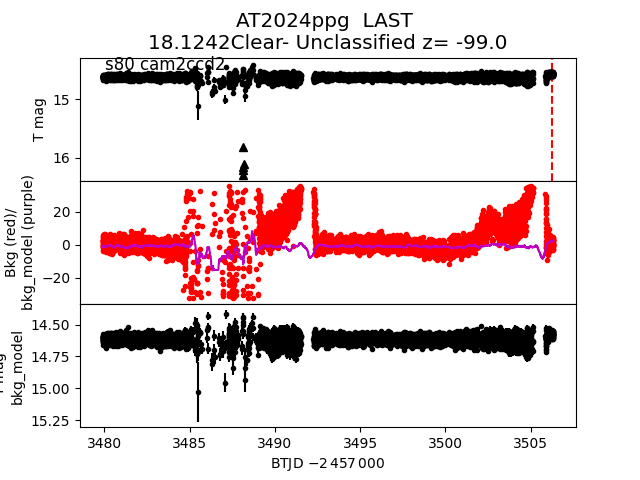 AT2024ppg LAST
18.1242Clear- Unclassified z= -99.0
s80 cam2ccd2
T mag
15
16
Bkg (red)/
bkg_model (purple)
20
0
−20
mag
bkg_model
14.50
14.75
15.00
15.25
3480 3485 3490 3495 3500 3505
BTJD −2 457 000